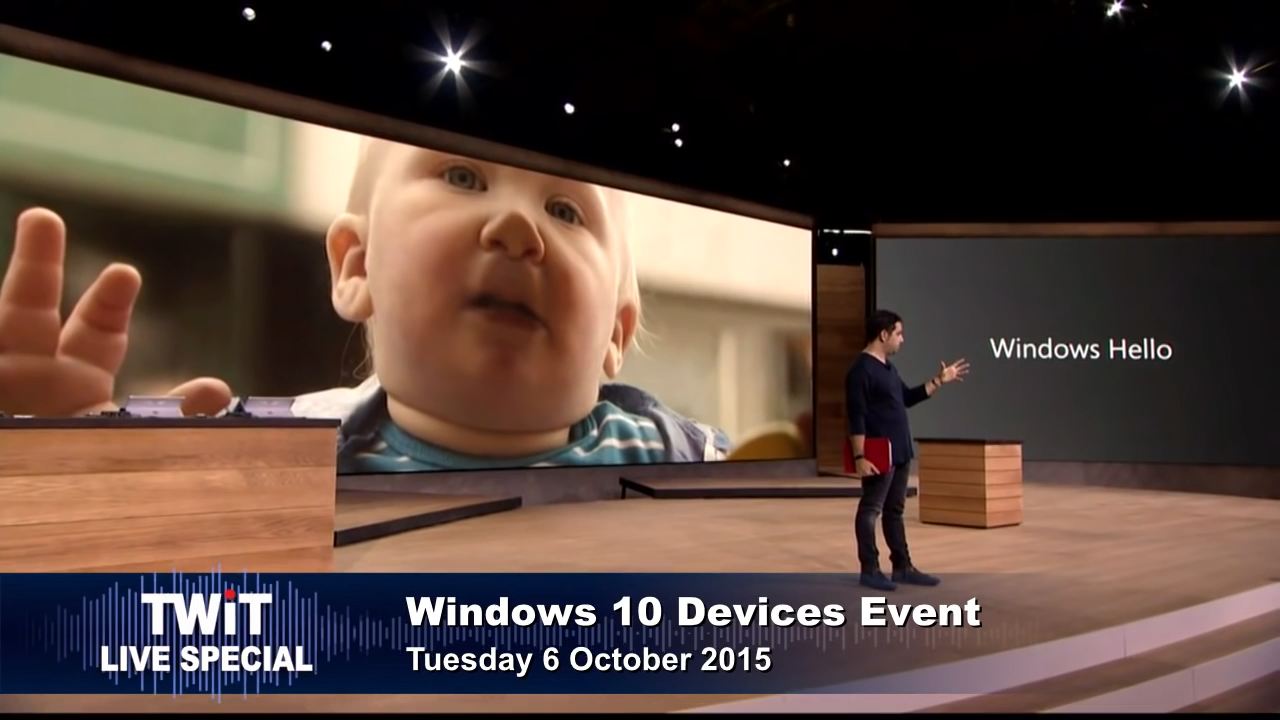 Windows Hello
TWiT
LIVE SPECIAL
Windows 10 Devices Event
Tuesday 6 October 2015